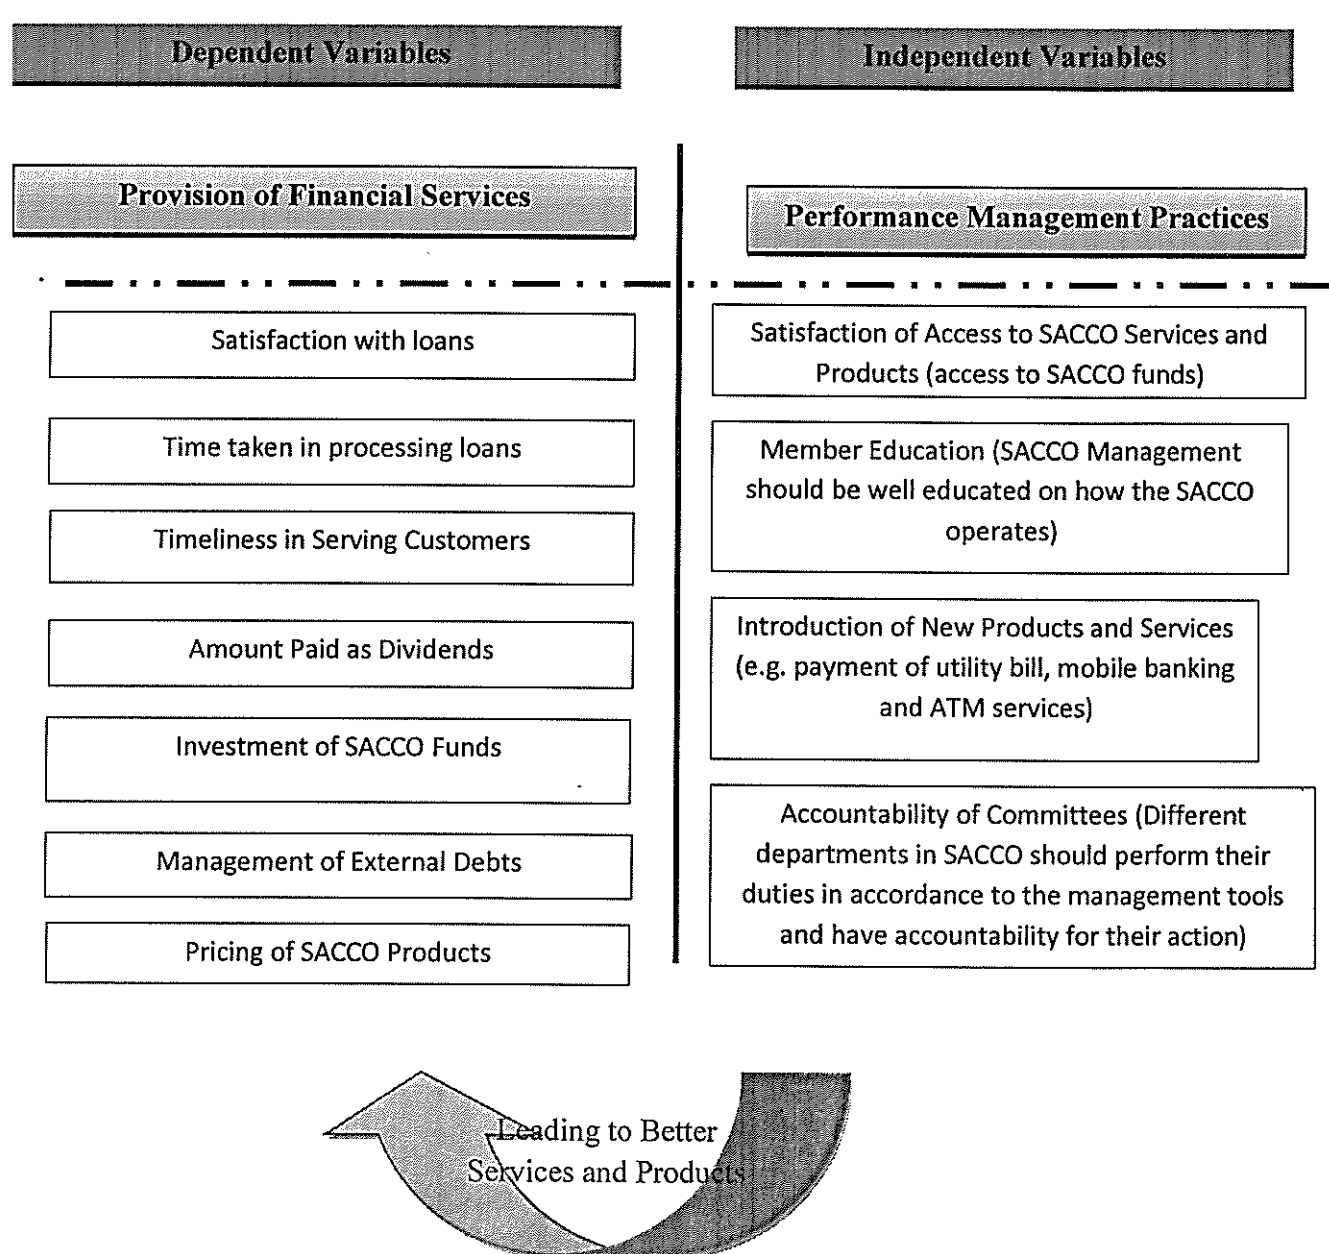 Dependent Variables
Independent Variables
Provision of Financial Services
Performance Management Practices
Satisfaction with loans
Time taken in processing loans
Timeliness in Serving Customers
Amount Paid as Dividends
Investment of SACCO Funds
Management of External Debts
Pricing of SACCO Products
Satisfaction of Access to SACCO Services and
Products (access to SACCO funds)
Member Education (SACCO Management
should be well educated on how the SACCO
operates)
Introduction of New Products and Services
(e.g. payment of utility bill, mobile banking
and ATM services)
Accountability of Committees (Different
departments in SACCO should perform their
duties in accordance to the management tools
and have accountability for their action)
Leading to Better
Services and Products